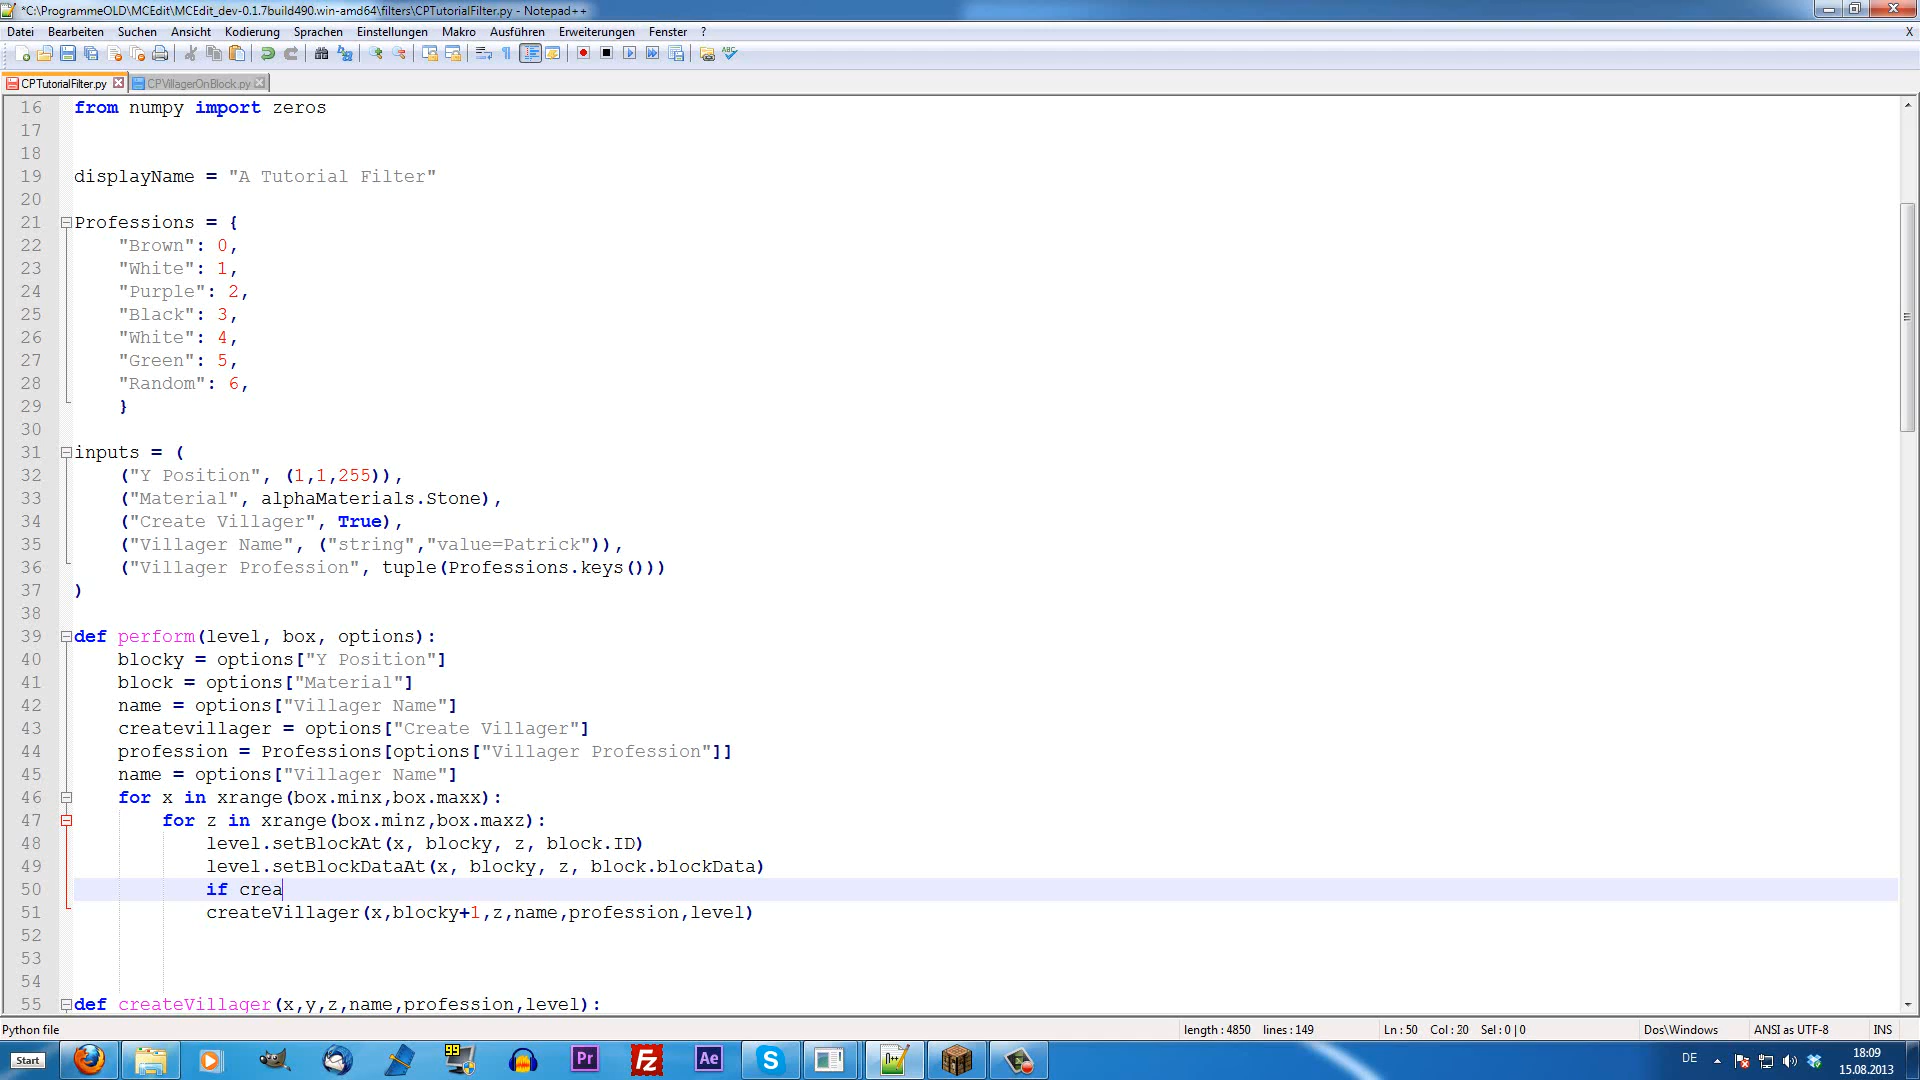 *C:\ProgrammeOLD\MCEdit\MCEdit_dev-0.1.7build490.win-amd64\filters\CPTutorialFilter.py - Notepad++
Datei Bearbeiten Suchen Ansicht Kodierung Sprachen Einstellungen Makro Ausführen Erweiterungen Fenster ? X
CPTutorialFilter.py CPVillagerOnBlock.py
16 from numpy import zeros
17
18
19 displayName = "A Tutorial Filter"
20
21 Professions = {
22 "Brown": 0,
23 "White": 1,
24 "Purple": 2,
25 "Black": 3,
26 "White": 4,
27 "Green": 5,
28 "Random": 6,
29 }
30
31 inputs = (
32 ("Y Position", (1,1,255)),
33 ("Material", alphaMaterials.Stone),
34 ("Create Villager", True),
35 ("Villager Name", ("string","value=Patrick")),
36 ("Villager Profession", tuple(Professions.keys()))
37 )
38
39 def perform(level, box, options):
40 blocky = options["Y Position"]
41 block = options["Material"]
42 name = options["Villager Name"]
43 createvillager = options["Create Villager"]
44 profession = Professions[options["Villager Profession"]]
45 name = options["Villager Name"]
46 for x in xrange(box.minx,box.maxx):
47 for z in xrange(box.minz,box.maxz):
48 level.setBlockAt(x, blocky, z, block.ID)
49 level.setBlockDataAt(x, blocky, z, block.blockData)
50 if crea
51 createVillager(x,blocky+1,z,name,profession,level)
52
53
54
55 def createVillager(x,y,z,name,profession,level):
Python file length : 4850 lines : 149 Ln : 50 Col : 20 Sel : 0 | 0 Dos\Windows ANSI as UTF-8 INS
Start 99 Pr Fz Ae S n++ DE 18:09
15.08.2013